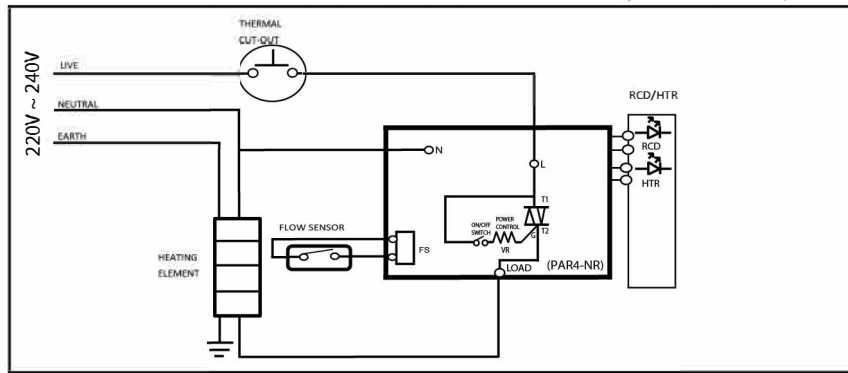 THERMAL
CUT-OUT
220V ~ 240V
LIVE
NEUTRAL
EARTH
RCD/HTR
RCD
HTR
N
L
T1
ON/OFF
SWITCH
POWER
CONTROL
G
T2
VR
FLOW SENSOR
FS
LOAD
(PAR4-NR)
HEATING
ELEMENT